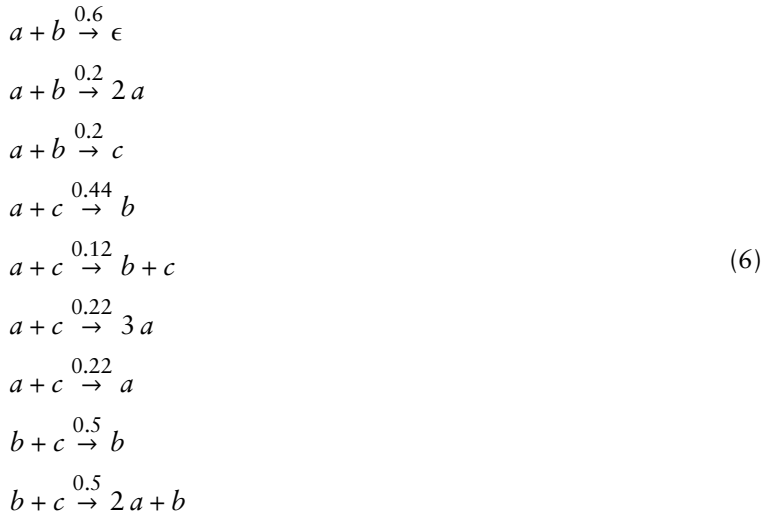 a + b 0.6→ ϵ
a + b 0.2→ 2 a
a + b 0.2→ c
a + c 0.44→ b
a + c 0.12→ b + c
(6)
a + c 0.22→ 3 a
a + c 0.22→ a
b + c 0.5→ b
b + c 0.5→ 2 a + b